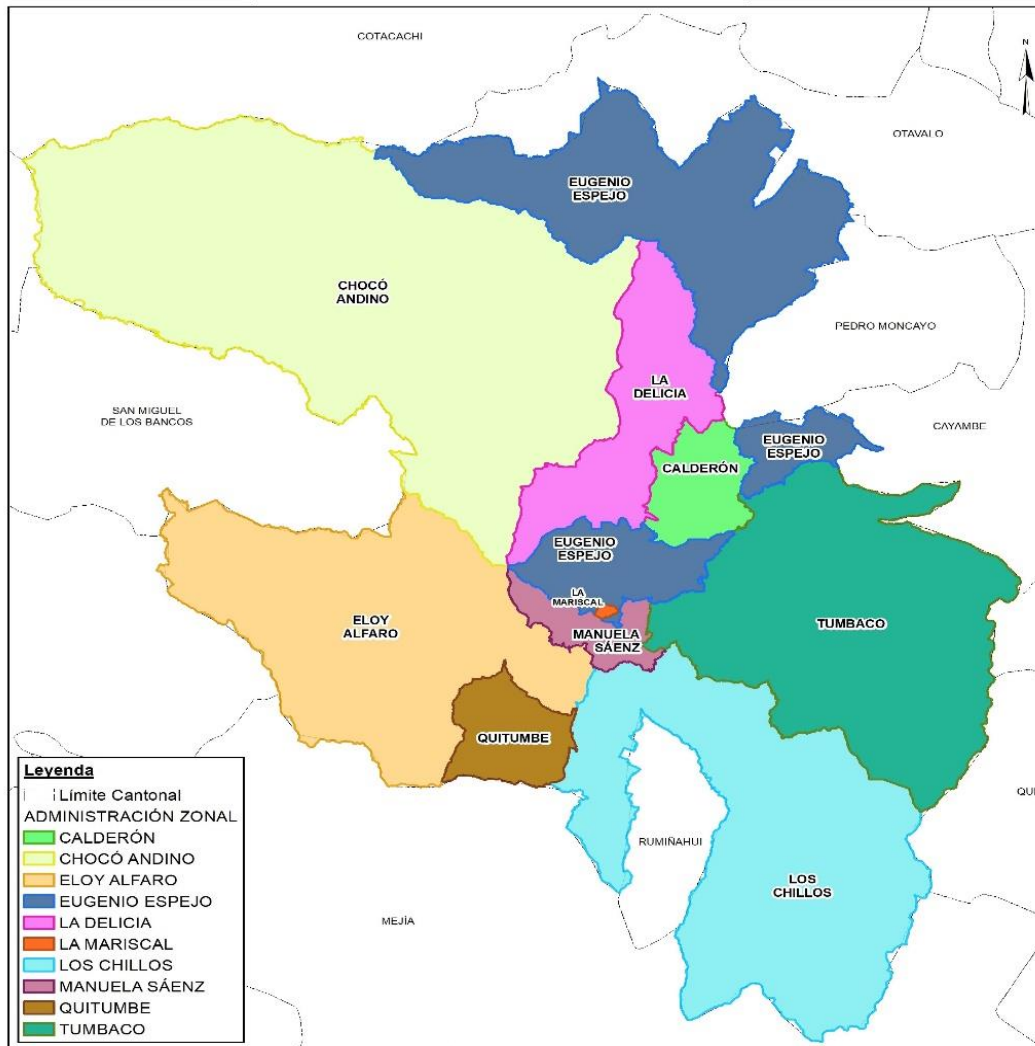 COTACACHI
N
OTAVALO
EUGENIO
ESPEJO
CHOCÓ
ANDINO
PEDRO MONCAYO
LA
DELICIA
SAN MIGUEL
DE LOS BANCOS
CAYAMBE
EUGENIO
ESPEJO
CALDERÓN
EUGENIO
ESPEJO
LA
MARISCAL
ELOY
ALFARO
MANUELA
SÁENZ
TUMBACO
QUITUMBE
QUI
RUMIÑAHUI
LOS
CHILLOS
MEJÍA
Leyenda
Límite Cantonal
ADMINISTRACIÓN ZONAL
CALDERÓN
CHOCÓ ANDINO
ELOY ALFARO
EUGENIO ESPEJO
LA DELICIA
LA MARISCAL
LOS CHILLOS
MANUELA SÁENZ
QUITUMBE
TUMBACO